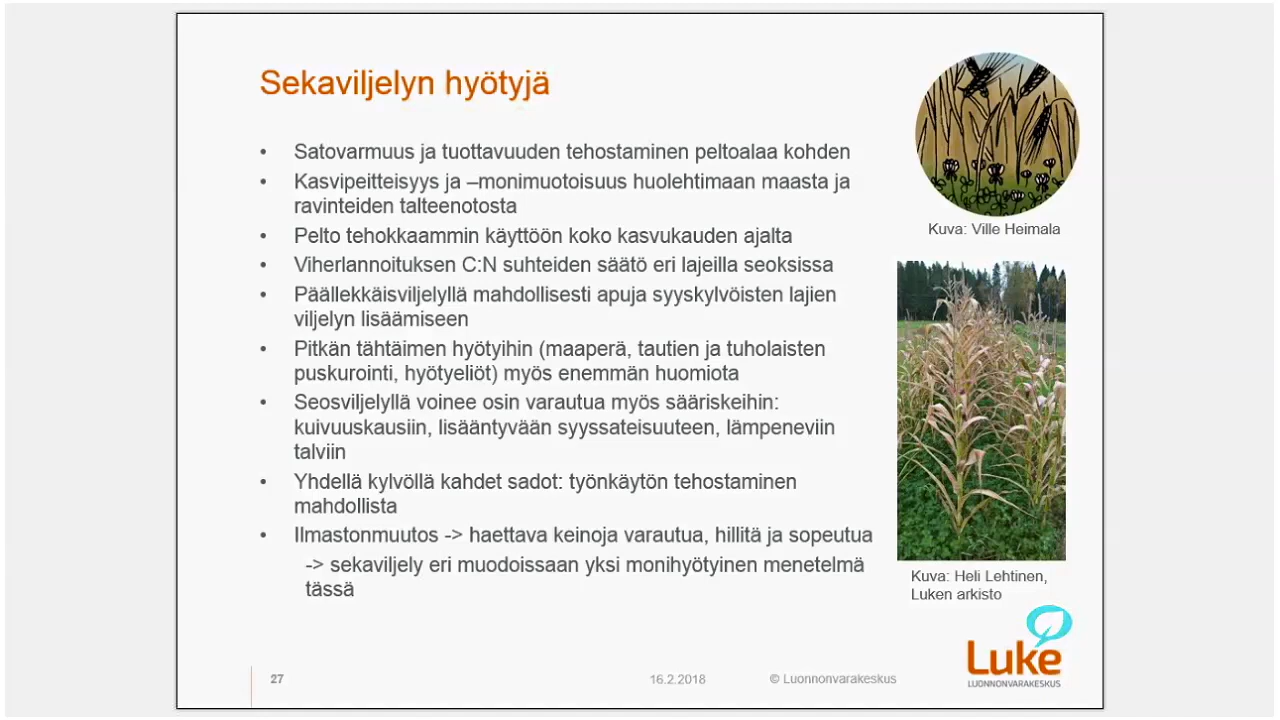 Sekaviljelyn hyötyjä
• Satovarmuus ja tuottavuuden tehostaminen peltoalaa kohden
• Kasvipeitteisyys ja –monimuotoisuus huolehtimaan maasta ja
ravinteiden talteenotosta
• Pelto tehokkaammin käyttöön koko kasvukauden ajalta
• Viherlannoituksen C:N suhteiden säätö eri lajeilla seoksissa
• Päällekkäisviljelyllä mahdollisesti apuja syyskylvöisten lajien
viljelyn lisäämiseen
• Pitkän tähtäimen hyötyihin (maaperä, tautien ja tuholaisten
puskurointi, hyötyeliöt) myös enemmän huomiota
• Seosviljelyllä voinee osin varautua myös sääriskeihin:
kuivuuskausiin, lisääntyvään syyssateisuuteen, lämpeneviin
talviin
• Yhdellä kylvöllä kahdet sadot: työnkäytön tehostaminen
mahdollista
• Ilmastonmuutos -> haettava keinoja varautua, hillitä ja sopeutua
-> sekaviljely eri muodoissaan yksi monihyötyinen menetelmä
tässä
Kuva: Ville Heimala
Kuva: Heli Lehtinen,
Luken arkisto
Luke
LUONNONVARAKESKUS
27
16.2.2018
© Luonnonvarakeskus